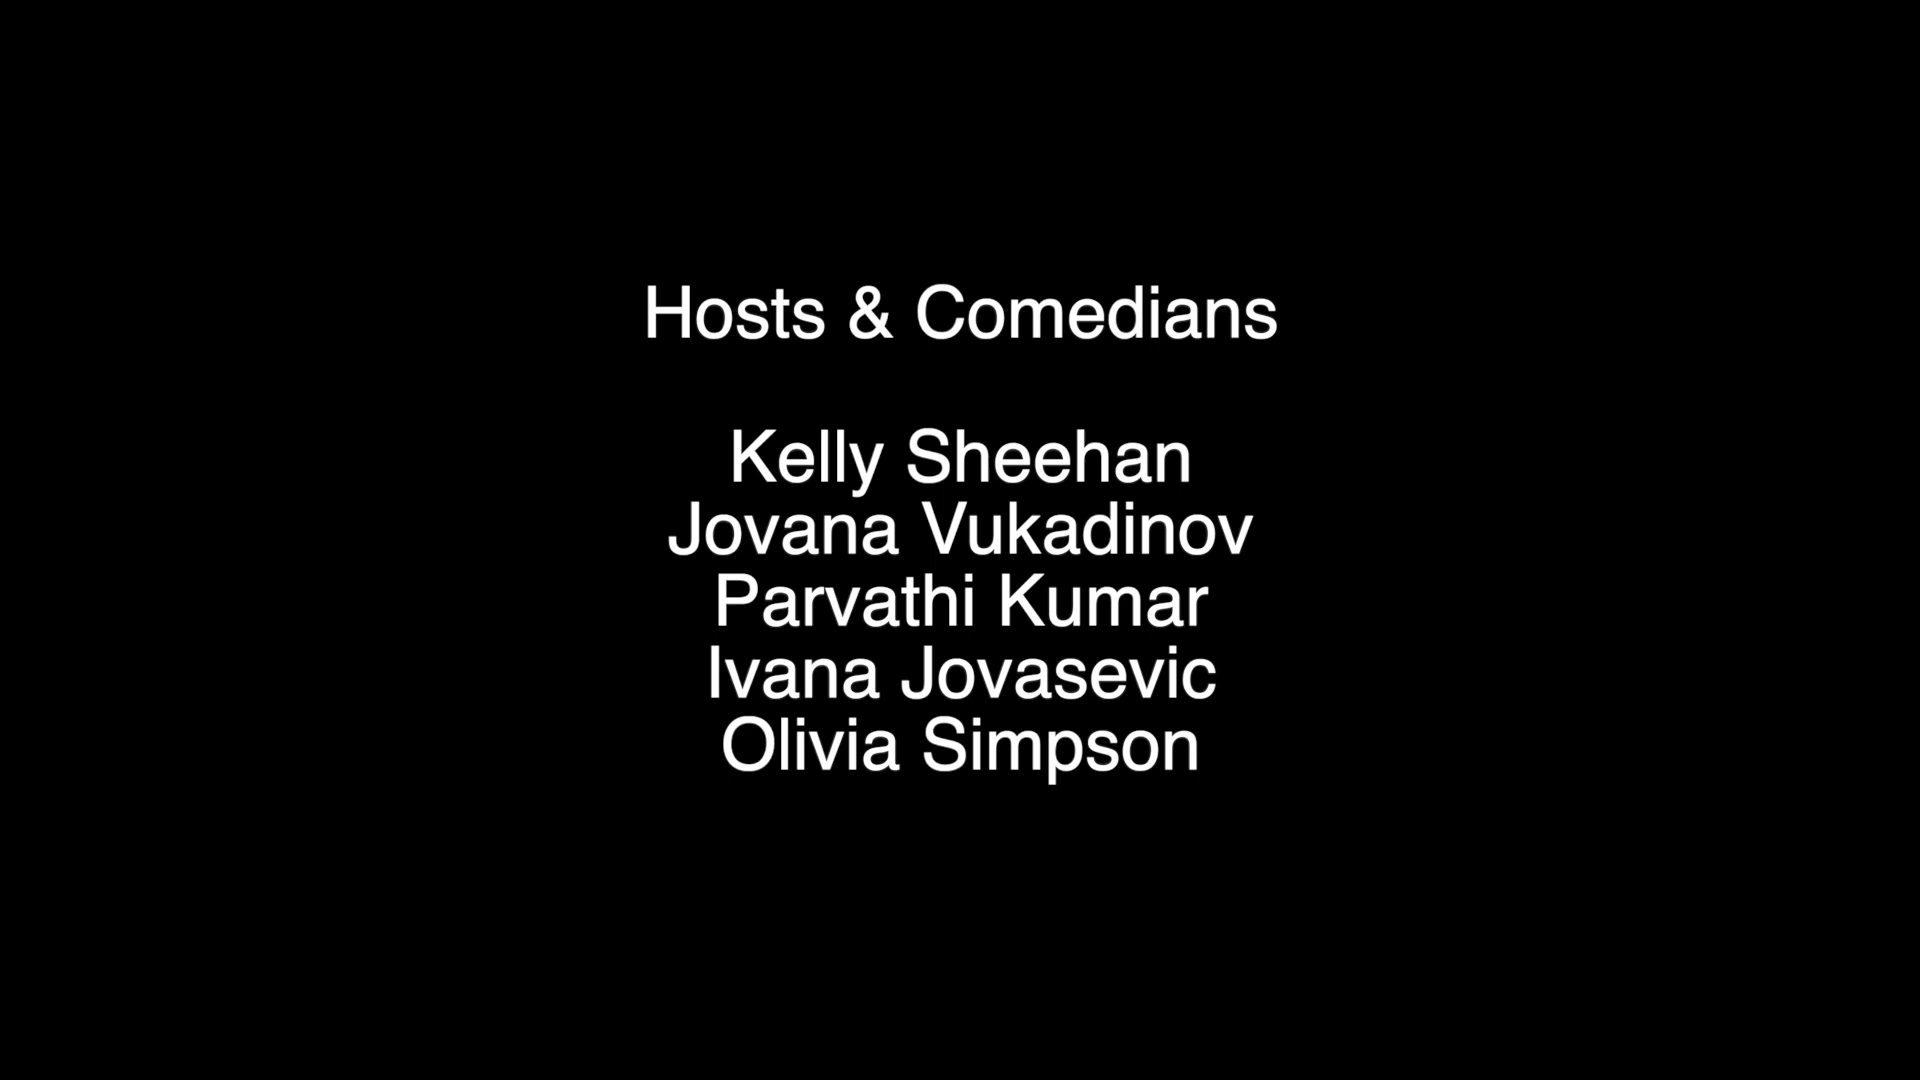 Hosts & Comedians
Kelly Sheehan
Jovana Vukadinov
Parvathi Kumar
Ivana Jovasevic
Olivia Simpson